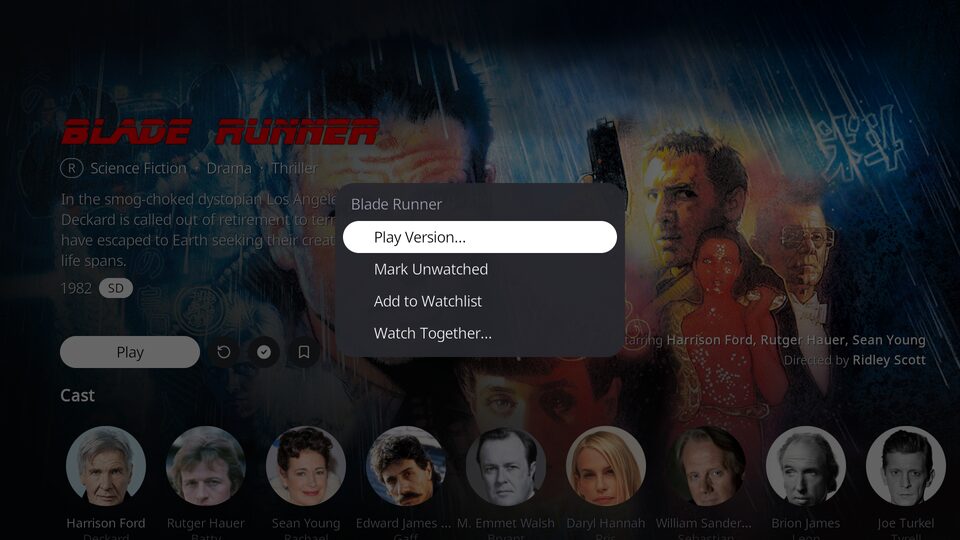 BLADE RUNNER
R Science Fiction · Drama · Thriller
In the smog-choked dystopian Los Angele
Deckard is called out of retirement to terr
have escaped to Earth seeking their creat
life spans.
1982 SD
Blade Runner
Play Version...
Mark Unwatched
Add to Watchlist
Watch Together...
Play
Harrison Ford, Rutger Hauer, Sean Young
Directed by Ridley Scott
Cast
Harrison Ford Rutger Hauer Sean Young Edward James ... M. Emmet Walsh Daryl Hannah William Sander... Brion James Joe Turkel
Deckard Batty Rachael Gaff Bryant Pris Sebastian Leon Tyrell